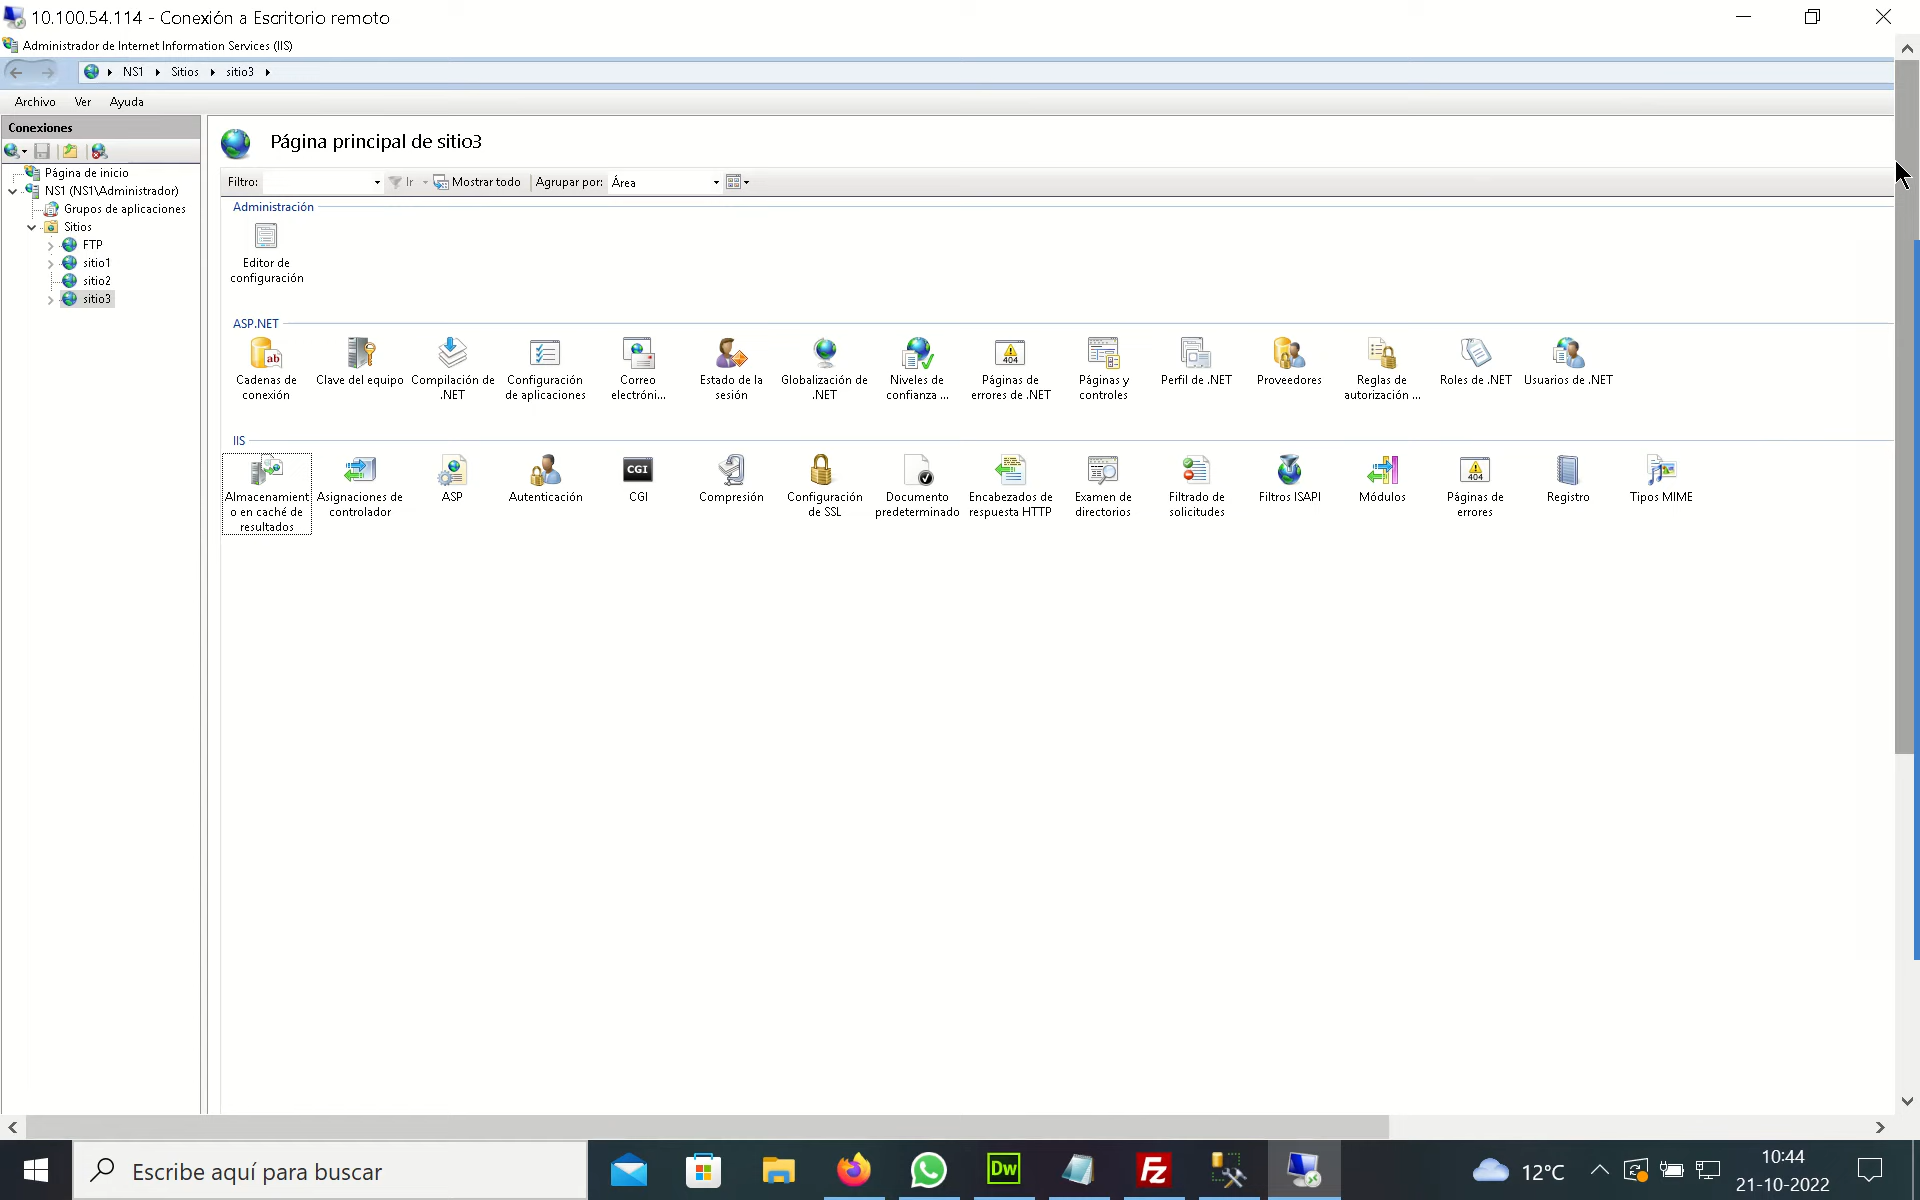 10.100.54.114 - Conexión a Escritorio remoto
Administrador de Internet Information Services (IIS)
NS1 Sitios sitio3
Archivo Ver Ayuda
Conexiones
Página de inicio
NS1 (NS1\Administrador)
Grupos de aplicaciones
Sitios
FTP
sitio1
sitio2
sitio3
Página principal de sitio3
Filtro: Ir Mostrar todo Agrupar por: Área
Administración
Editor de
configuración
ASP.NET
Cadenas de
conexión
Clave del equipo
Compilación de
.NET
Configuración
de aplicaciones
Correo
electróni...
Estado de la
sesión
Globalización de
.NET
Niveles de
confianza ...
Páginas de
errores de .NET
Páginas y
controles
Perfil de .NET
Proveedores
Reglas de
autorización ...
Roles de .NET
Usuarios de .NET
IIS
Almacenamient
o en caché de
resultados
Asignaciones de
controlador
ASP
Autenticación
CGI
Compresión
Configuración
de SSL
Documento
predeterminado
Encabezados de
respuesta HTTP
Examen de
directorios
Filtrado de
solicitudes
Filtros ISAPI
Módulos
Páginas de
errores
Registro
Tipos MIME
ab
404
CGI
404
Escribe aquí para buscar
Dw
Fz
12°C
10:44
21-10-2022